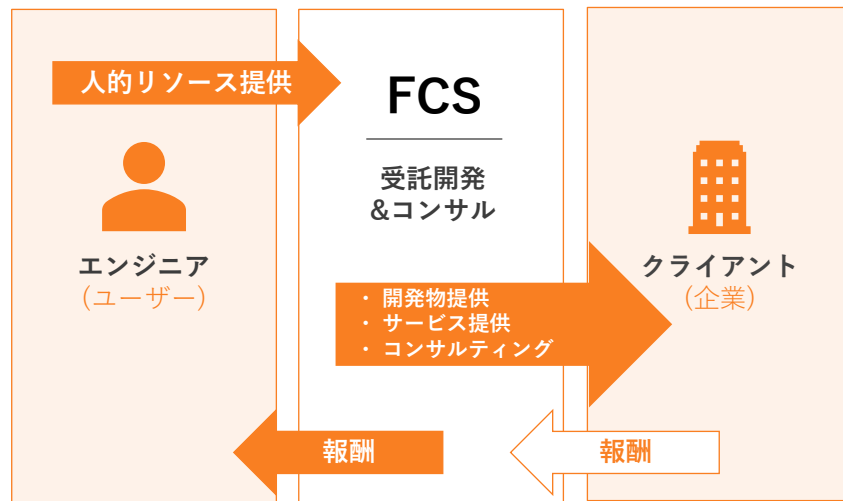 人的リソース提供
FCS
受託開発
&コンサル
エンジニア
(ユーザー)
クライアント
(企業)
・ 開発物提供
・ サービス提供
・ コンサルティング
報酬
報酬